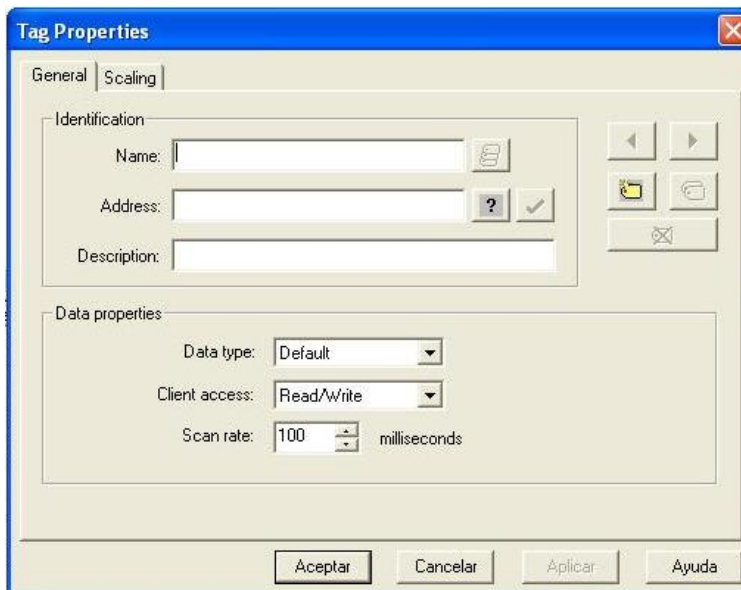 Tag Properties
General Scaling
Identification
Name:
Address: ?
Description:
Data properties
Data type: Default
Client access: Read/Write
Scan rate: 100 milliseconds
Aceptar Cancelar Aplicar Ayuda